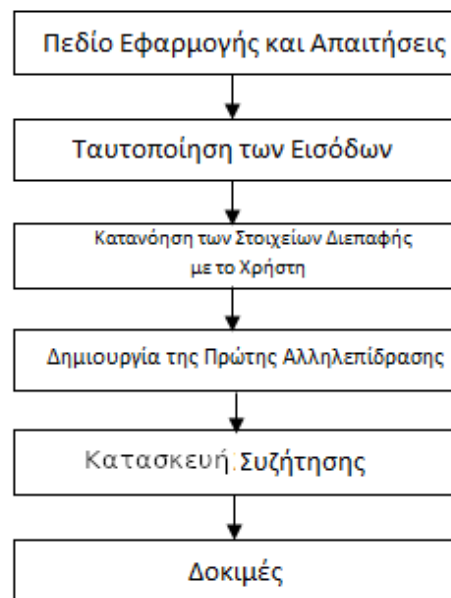 Πεδίο Εφαρμογής και Απαιτήσεις
Ταυτοποίηση των Εισόδων
Κατανόηση των Στοιχείων Διεπαφής
με το Χρήστη
Δημιουργία της Πρώτης Αλληλεπίδρασης
Κατασκευή Συζήτησης
Δοκιμές